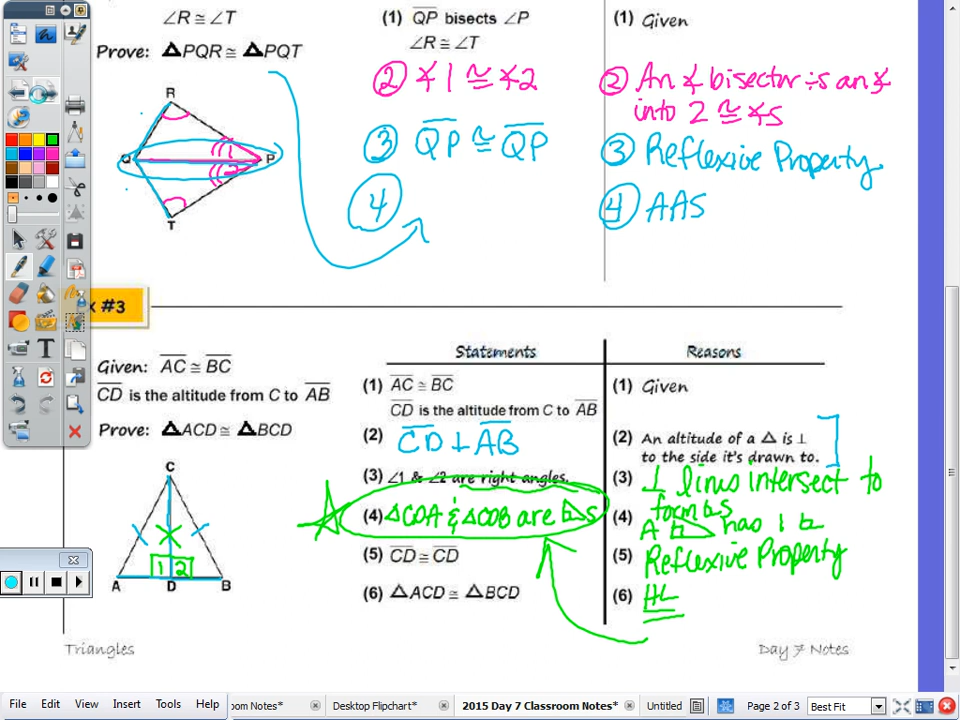 ∠R ≅ ∠T
Prove: △PQR ≅ △PQT
(1) QP bisects ∠P
∠R ≅ ∠T
(1) Given
② ∡1 ≅ ∡2
② An ∡ bisector ÷s an ∡
into 2 ≅ ∡s
③ QP ≅ QP
③ Reflexive Property
④
④ AAS
R
Q
P
T
1
2
x #3
Given: AC ≅ BC
CD is the altitude from C to AB
Prove: △ACD ≅ △BCD
Statements
Reasons
(1) AC ≅ BC
CD is the altitude from C to AB
(1) Given
(2) CD ⊥ AB
(2) An altitude of a △ is ⊥
to the side it's drawn to.
(3) ∠1 & ∠2 are right angles.
(3) ⊥ lines intersect to
form
(4) △CDA & △CDB are
(4) A has 1
(5) CD ≅ CD
(5) Reflexive Property
(6) △ACD ≅ △BCD
(6) HL
C
1 2
A
D
B
Triangles
Day 7 Notes
File Edit View Insert Tools Help
oom Notes*
Desktop Flipchart*
2015 Day 7 Classroom Notes*
Untitled
Page 2 of 3
Best Fit